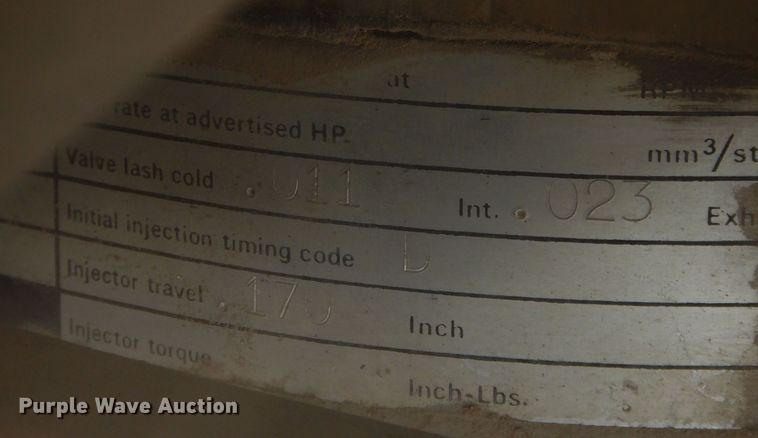 at RPM
rate at advertised HP. mm³/st
Valve lash cold .011 Int. .023 Exh
Initial injection timing code D
Injector travel .170 Inch
Injector torque Inch-Lbs.
Purple Wave Auction